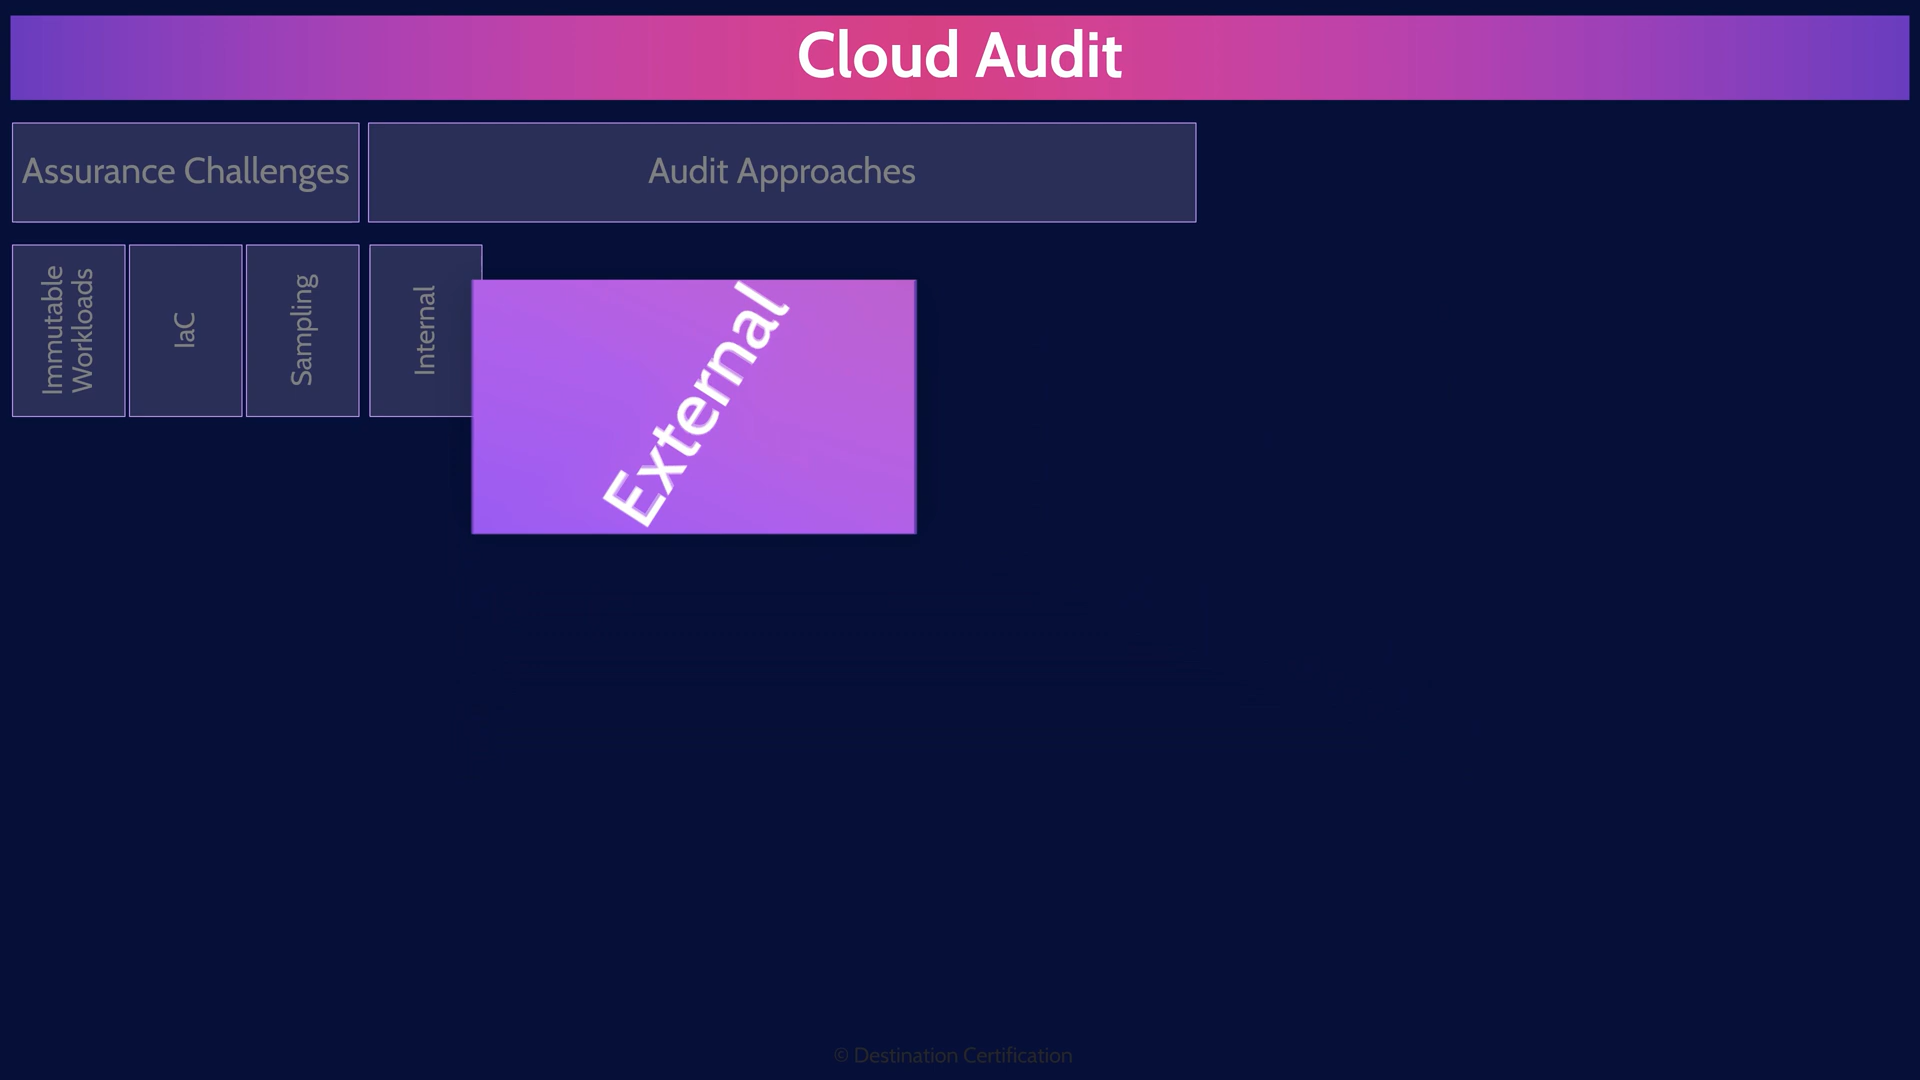 Cloud Audit
Assurance Challenges
Audit Approaches
Immutable
Workloads
IaC
Sampling
Internal
External
© Destination Certification